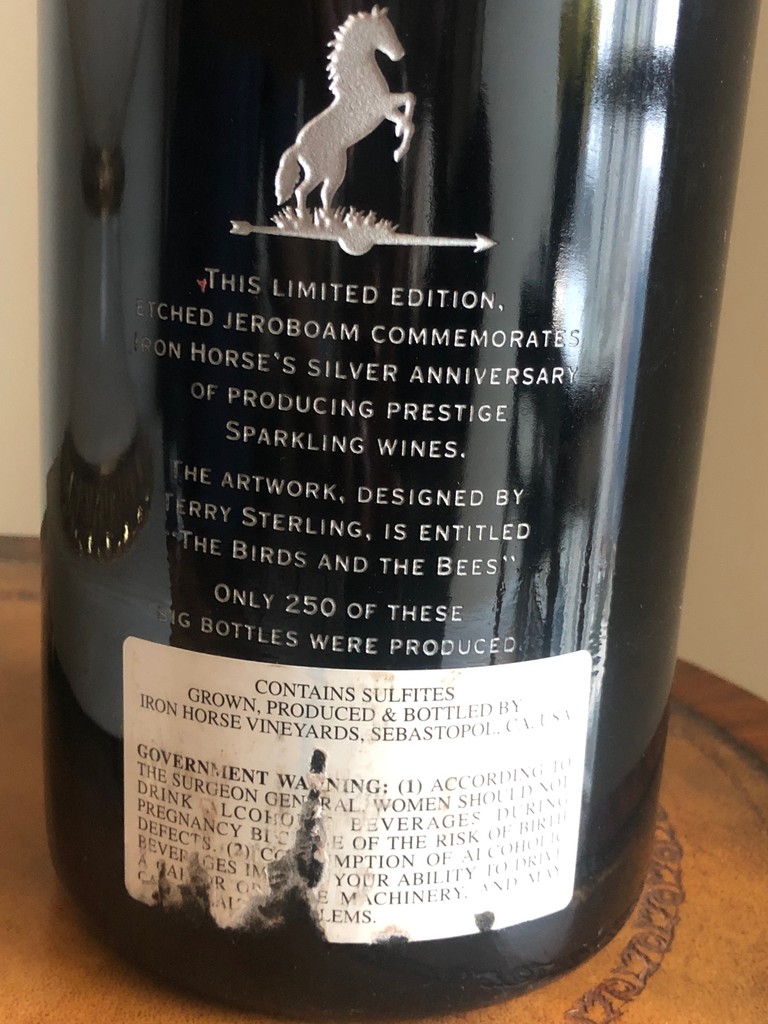 THIS LIMITED EDITION,
ETCHED JEROBOAM COMMEMORATES
IRON HORSE'S SILVER ANNIVERSARY
OF PRODUCING PRESTIGE
SPARKLING WINES.
THE ARTWORK, DESIGNED BY
TERRY STERLING, IS ENTITLED
"THE BIRDS AND THE BEES"
ONLY 250 OF THESE
BIG BOTTLES WERE PRODUCED.
CONTAINS SULFITES
GROWN, PRODUCED & BOTTLED BY
IRON HORSE VINEYARDS, SEBASTOPOL, CA. USA
GOVERNMENT WARNING: (1) ACCORDING TO
THE SURGEON GENERAL, WOMEN SHOULD NOT
DRINK ALCOHOLIC BEVERAGES DURING
PREGNANCY OF THE RISK OF BIRTH
DEFECTS. (2) OF ALCOHOLIC
BEVERAGES YOUR ABILITY TO DRIVE
A CAR OR MACHINERY, AND MAY